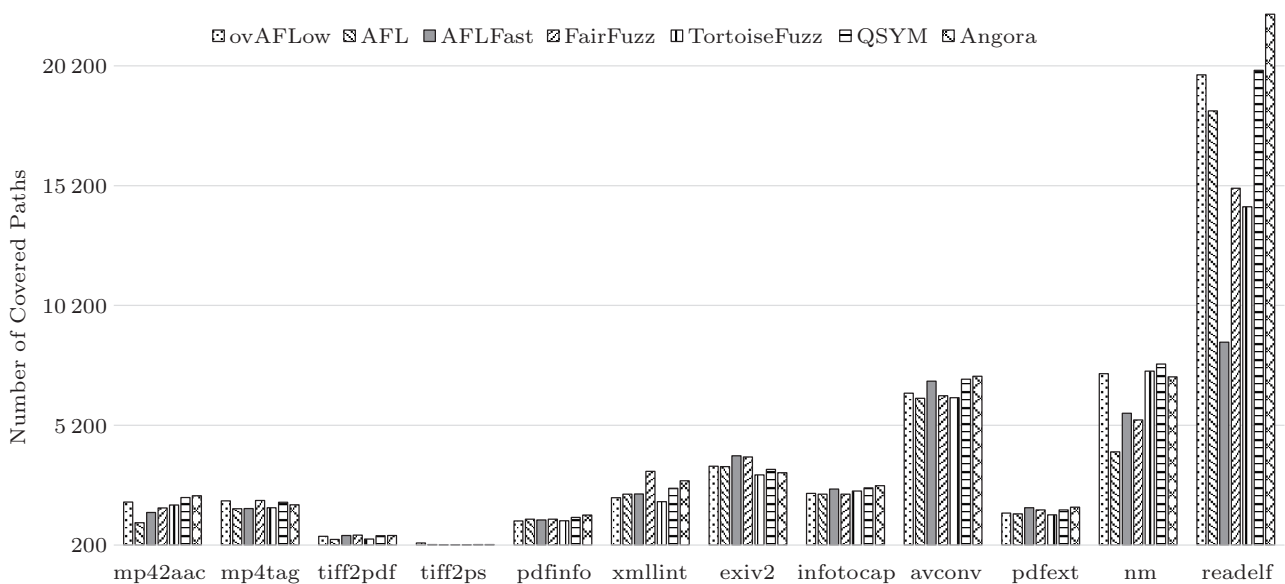 ovAFLow AFL AFLFast FairFuzz TortoiseFuzz QSYM Angora
Number of Covered Paths
20 200
15 200
10 200
5 200
200
mp42aac mp4tag tiff2pdf tiff2ps pdfinfo xmllint exiv2 infotocap avconv pdfext nm readelf